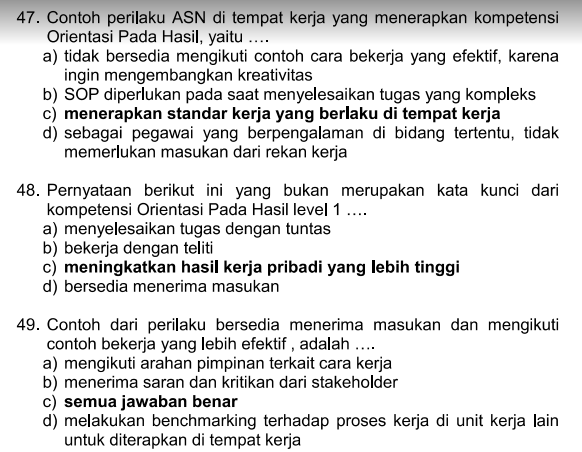 47. Contoh perilaku ASN di tempat kerja yang menerapkan kompetensi
Orientasi Pada Hasil, yaitu ....
a) tidak bersedia mengikuti contoh cara bekerja yang efektif, karena
ingin mengembangkan kreativitas
b) SOP diperlukan pada saat menyelesaikan tugas yang kompleks
c) menerapkan standar kerja yang berlaku di tempat kerja
d) sebagai pegawai yang berpengalaman di bidang tertentu, tidak
memerlukan masukan dari rekan kerja
48. Pernyataan berikut ini yang bukan merupakan kata kunci dari
kompetensi Orientasi Pada Hasil level 1 ....
a) menyelesaikan tugas dengan tuntas
b) bekerja dengan teliti
c) meningkatkan hasil kerja pribadi yang lebih tinggi
d) bersedia menerima masukan
49. Contoh dari perilaku bersedia menerima masukan dan mengikuti
contoh bekerja yang lebih efektif , adalah ....
a) mengikuti arahan pimpinan terkait cara kerja
b) menerima saran dan kritikan dari stakeholder
c) semua jawaban benar
d) melakukan benchmarking terhadap proses kerja di unit kerja lain
untuk diterapkan di tempat kerja